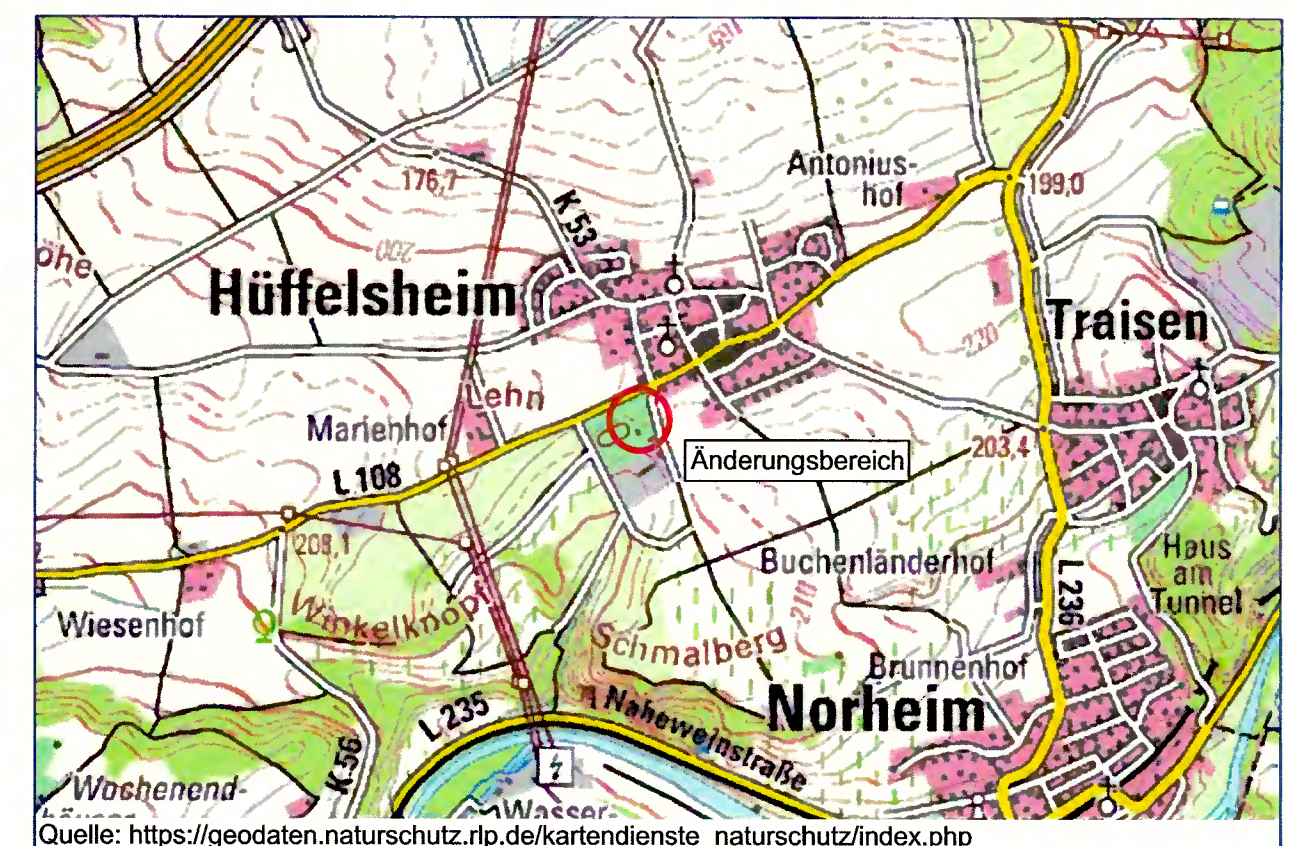 165
Antonius-
hof
176,7
199,0
K 53
200
öhe
Hüffelsheim
Traisen
220
Lehn
Marienhof
Änderungsbereich
203,4
L 108
208,1
Buchenländerhof
Haus
am
Tunnel
L 236
Winkelknopf
210
Wiesenhof
Schmalberg
Brunnenhof
Norheim
L 235
Naheweinstraße
K 56
Wochenend-
häuser
Wasser-
Quelle: https://geodaten.naturschutz.rlp.de/kartendienste_naturschutz/index.php